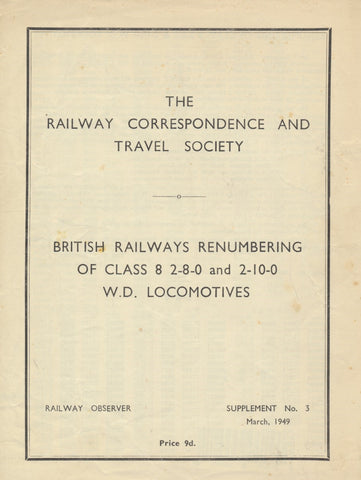 THE
RAILWAY CORRESPONDENCE AND
TRAVEL SOCIETY
BRITISH RAILWAYS RENUMBERING
OF CLASS 8 2-8-0 and 2-10-0
W.D. LOCOMOTIVES
RAILWAY OBSERVER
SUPPLEMENT No. 3
March, 1949
Price 9d.